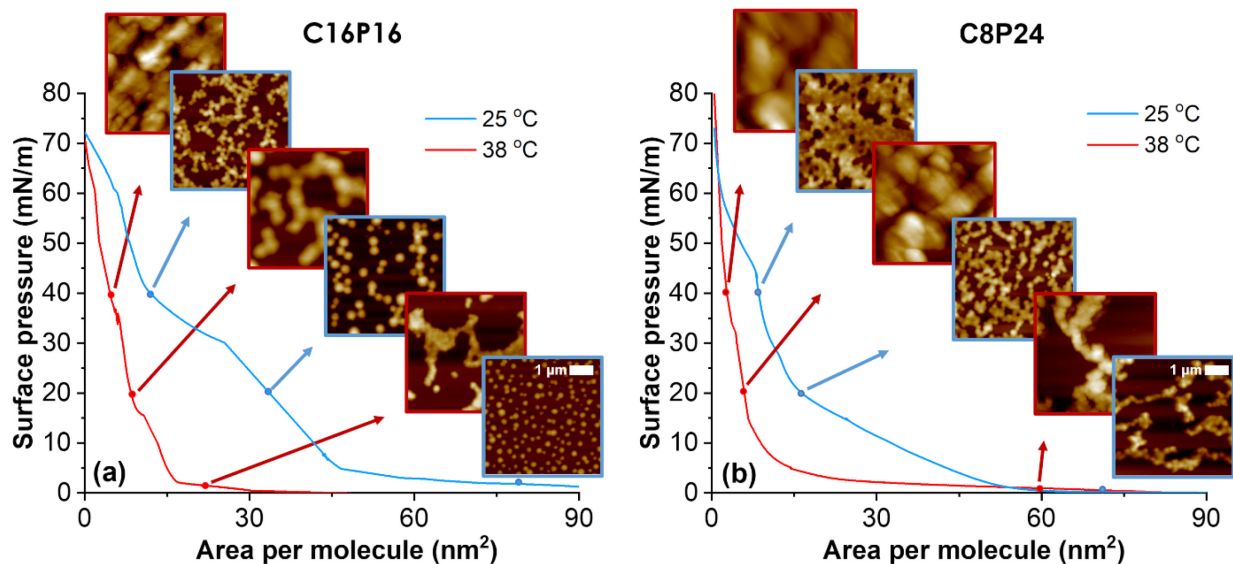 C16P16
25 °C
38 °C
80
70
60
50
40
30
20
10
0
Surface pressure (mN/m)
(a)
1 µm
0
30
60
90
Area per molecule (nm²)
C8P24
25 °C
38 °C
80
70
60
50
40
30
20
10
0
Surface pressure (mN/m)
(b)
1 µm
0
30
60
90
Area per molecule (nm²)